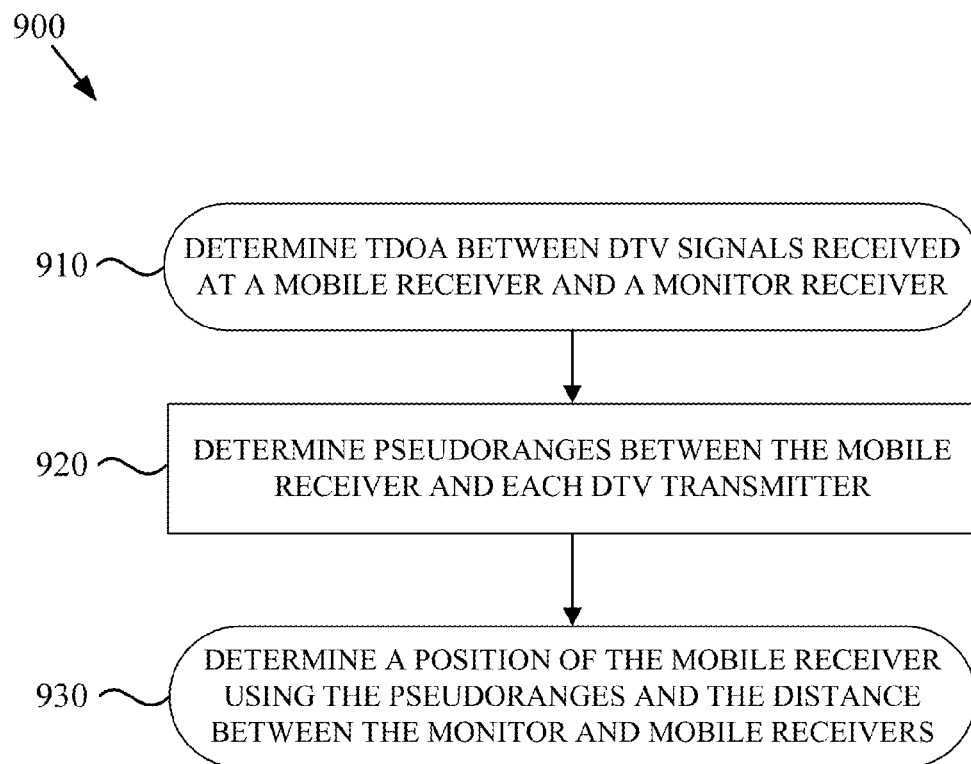 900
910
DETERMINE TDOA BETWEEN DTV SIGNALS RECEIVED
AT A MOBILE RECEIVER AND A MONITOR RECEIVER
920
DETERMINE PSEUDORANGES BETWEEN THE MOBILE
RECEIVER AND EACH DTV TRANSMITTER
930
DETERMINE A POSITION OF THE MOBILE RECEIVER
USING THE PSEUDORANGES AND THE DISTANCE
BETWEEN THE MONITOR AND MOBILE RECEIVERS